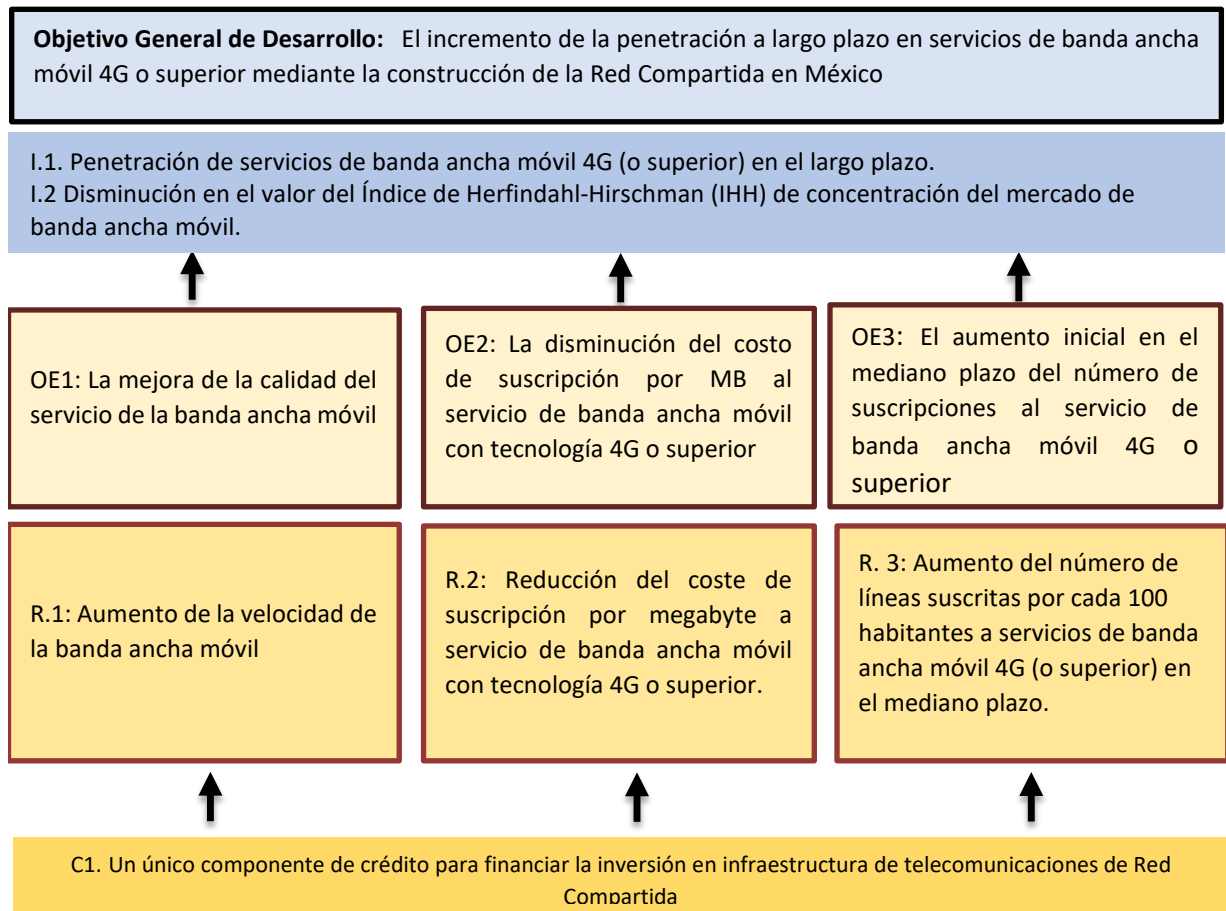 Objetivo General de Desarrollo: El incremento de la penetración a largo plazo en servicios de banda ancha
móvil 4G o superior mediante la construcción de la Red Compartida en México
I.1. Penetración de servicios de banda ancha móvil 4G (o superior) en el largo plazo.
I.2 Disminución en el valor del Índice de Herfindahl-Hirschman (IHH) de concentración del mercado de
banda ancha móvil.
OE1: La mejora de la calidad del
servicio de la banda ancha móvil
OE2: La disminución del costo
de suscripción por MB al
servicio de banda ancha móvil
con tecnología 4G o superior
OE3: El aumento inicial en el
mediano plazo del número de
suscripciones al servicio de
banda ancha móvil 4G o
superior
R.1: Aumento de la velocidad de
la banda ancha móvil
R.2: Reducción del coste de
suscripción por megabyte a
servicio de banda ancha móvil
con tecnología 4G o superior.
R. 3: Aumento del número de
líneas suscritas por cada 100
habitantes a servicios de banda
ancha móvil 4G (o superior) en
el mediano plazo.
C1. Un único componente de crédito para financiar la inversión en infraestructura de telecomunicaciones de Red
Compartida